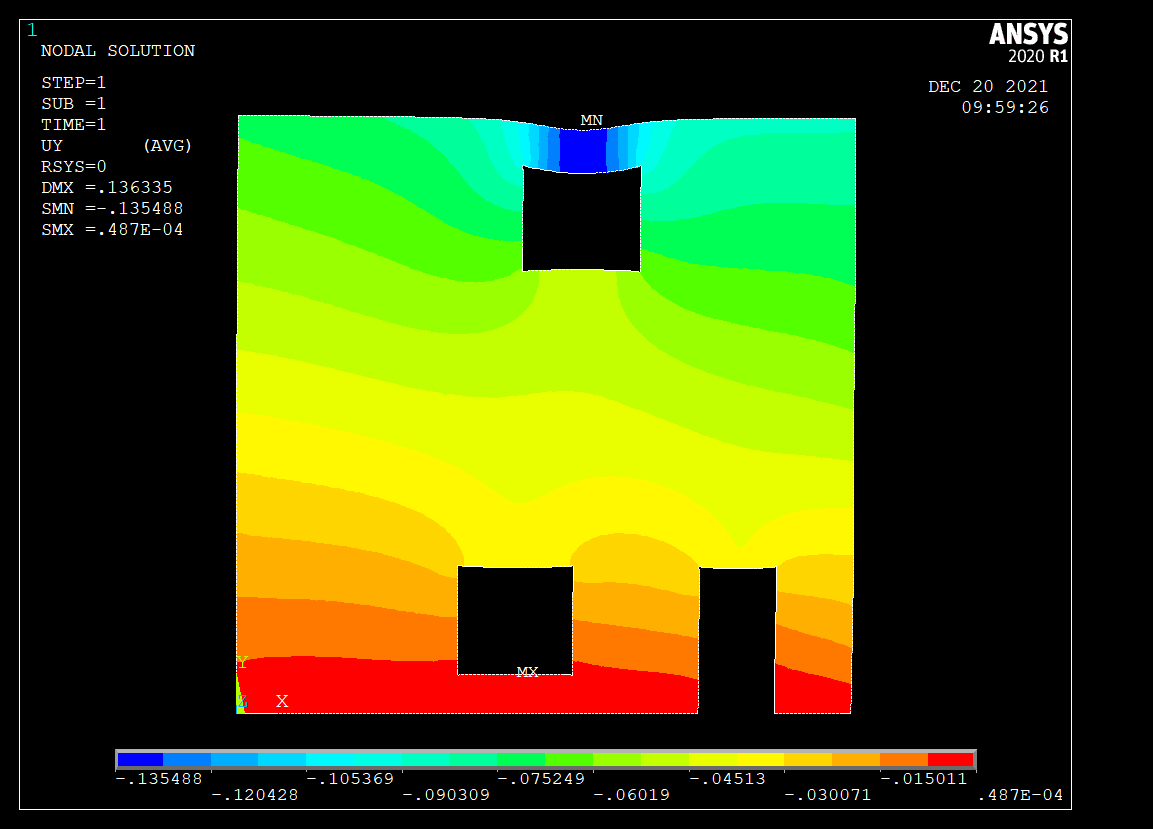 1
NODAL SOLUTION
STEP=1
SUB =1
TIME=1
UY (AVG)
RSYS=0
DMX =.136335
SMN =-.135488
SMX =.487E-04
ANSYS
2020 R1
DEC 20 2021
09:59:26
MN
MX
Y
Z X
-.135488 -.105369 -.075249 -.04513 -.015011
-.120428 -.090309 -.06019 -.030071 .487E-04